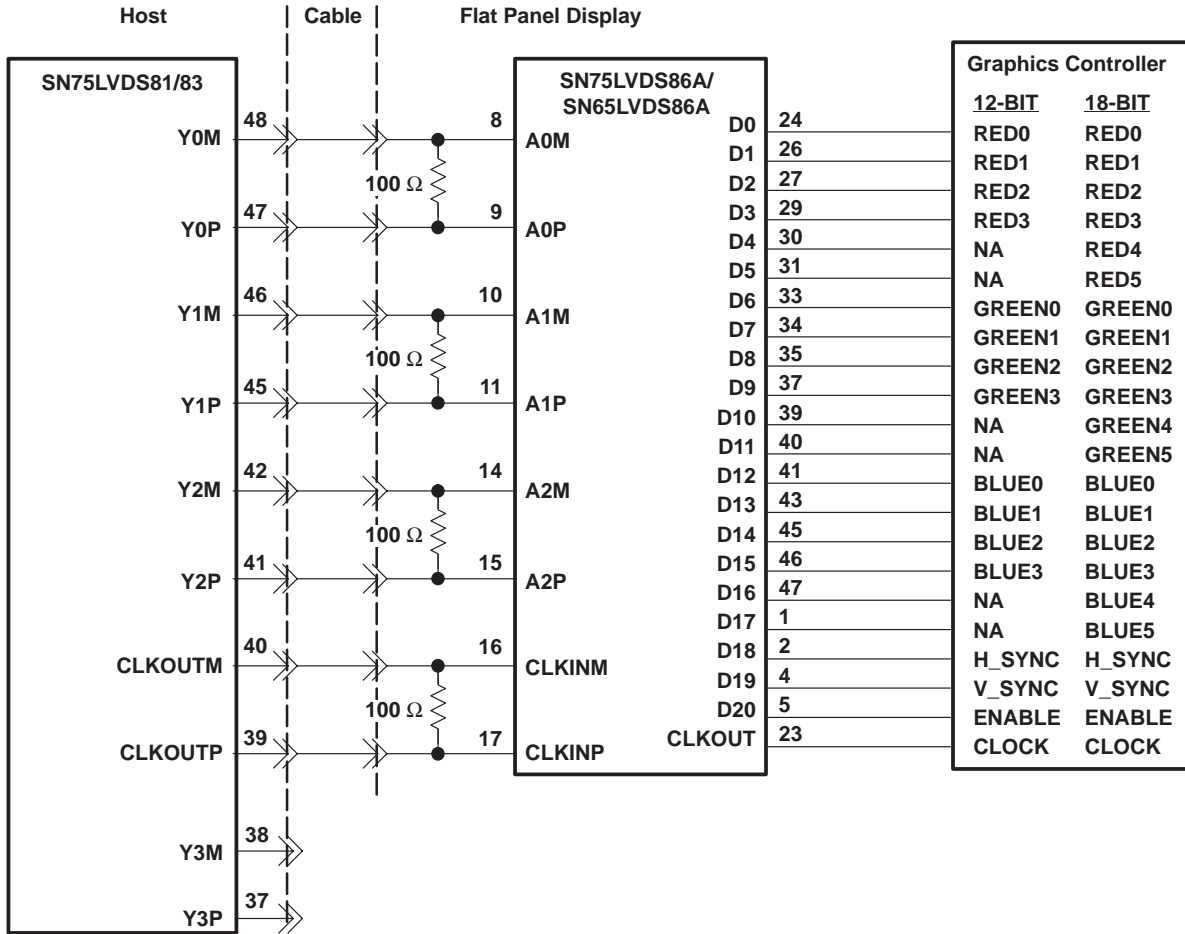 Host Cable Flat Panel Display
SN75LVDS81/83
SN75LVDS86A/
SN65LVDS86A
Graphics Controller
12-BIT 18-BIT
Y0M 48 8 A0M
100 Ω
Y0P 47 9 A0P
Y1M 46 10 A1M
100 Ω
Y1P 45 11 A1P
Y2M 42 14 A2M
100 Ω
Y2P 41 15 A2P
CLKOUTM 40 16 CLKINM
100 Ω
CLKOUTP 39 17 CLKINP
Y3M 38
Y3P 37
D0 24 RED0 RED0
D1 26 RED1 RED1
D2 27 RED2 RED2
D3 29 RED3 RED3
D4 30 NA RED4
D5 31 NA RED5
D6 33 GREEN0 GREEN0
D7 34 GREEN1 GREEN1
D8 35 GREEN2 GREEN2
D9 37 GREEN3 GREEN3
D10 39 NA GREEN4
D11 40 NA GREEN5
D12 41 BLUE0 BLUE0
D13 43 BLUE1 BLUE1
D14 45 BLUE2 BLUE2
D15 46 BLUE3 BLUE3
D16 47 NA BLUE4
D17 1 NA BLUE5
D18 2 H_SYNC H_SYNC
D19 4 V_SYNC V_SYNC
D20 5 ENABLE ENABLE
CLKOUT 23 CLOCK CLOCK